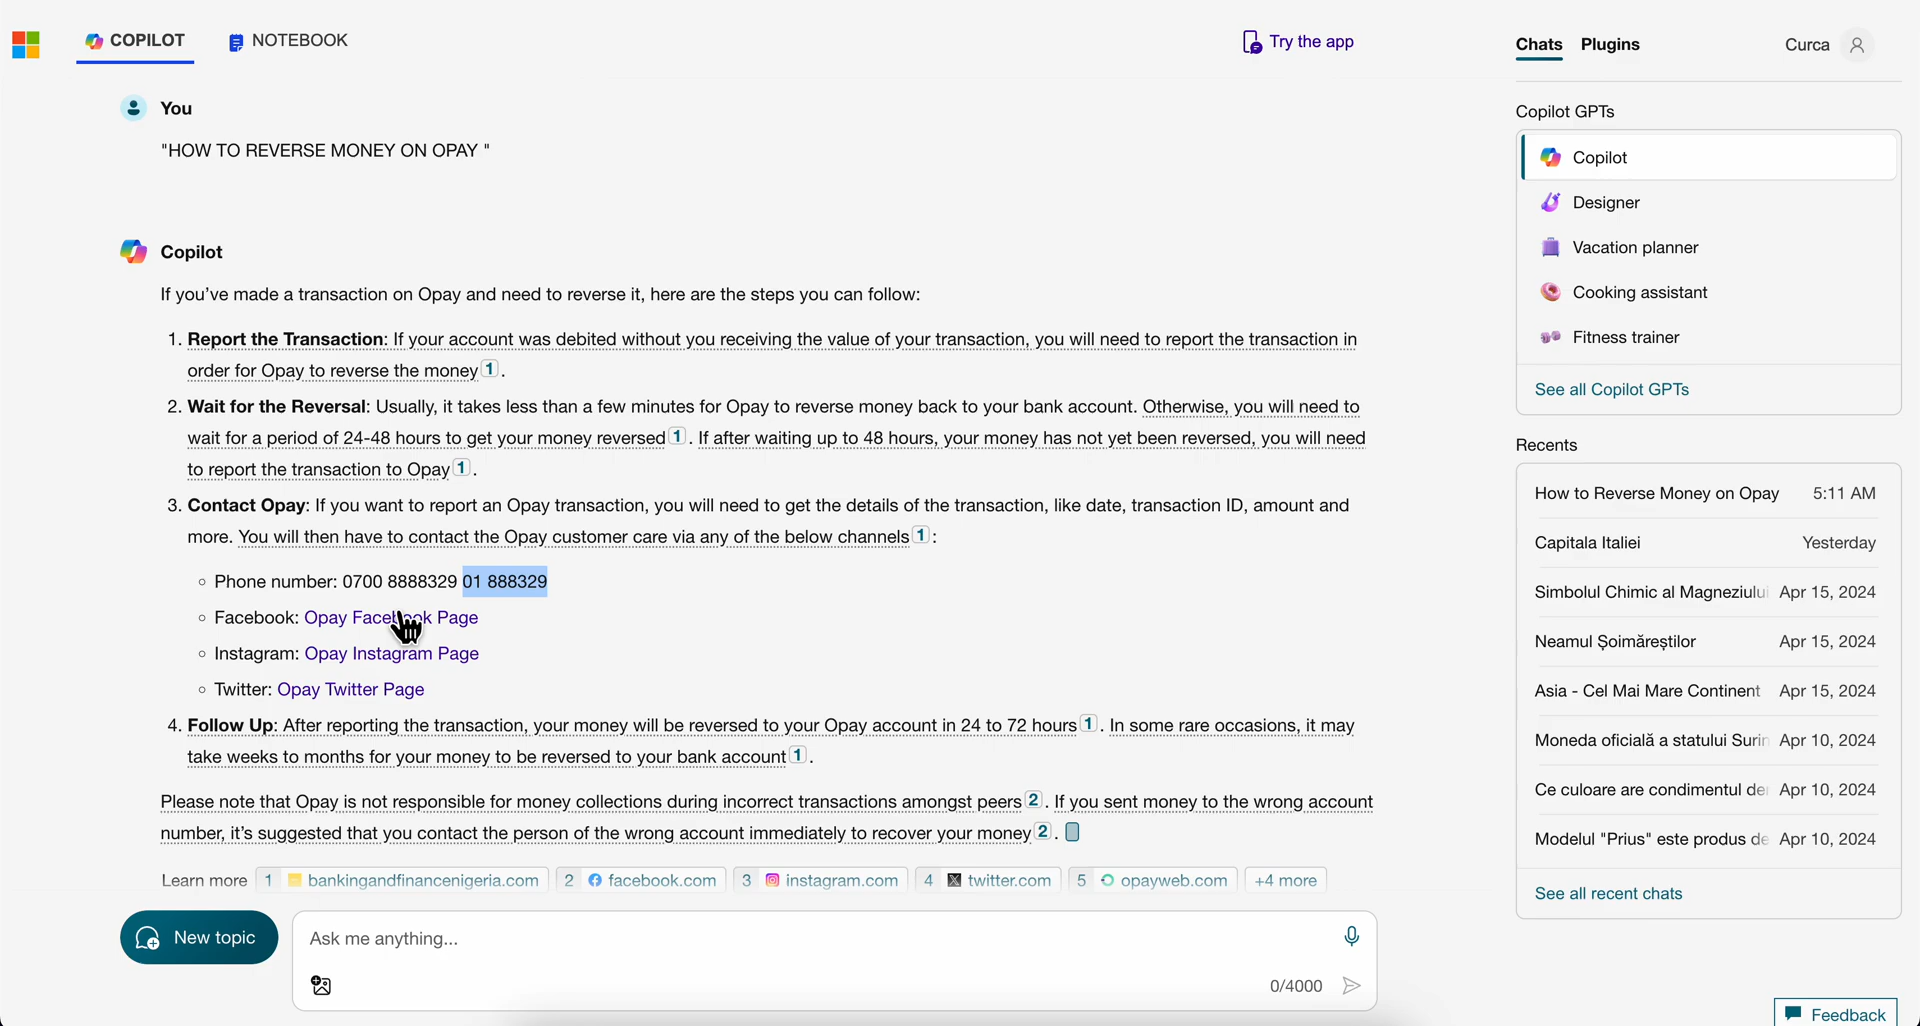 COPILOT
NOTEBOOK
Try the app
Chats Plugins
Curca
You
"HOW TO REVERSE MONEY ON OPAY "
Copilot
If you've made a transaction on Opay and need to reverse it, here are the steps you can follow:
1. Report the Transaction: If your account was debited without you receiving the value of your transaction, you will need to report the transaction in
order for Opay to reverse the money 1 .
2. Wait for the Reversal: Usually, it takes less than a few minutes for Opay to reverse money back to your bank account. Otherwise, you will need to
wait for a period of 24-48 hours to get your money reversed 1 . If after waiting up to 48 hours, your money has not yet been reversed, you will need
to report the transaction to Opay 1 .
3. Contact Opay: If you want to report an Opay transaction, you will need to get the details of the transaction, like date, transaction ID, amount and
more. You will then have to contact the Opay customer care via any of the below channels 1 :
Phone number: 0700 8888329 01 888329
Facebook: Opay Facebook Page
Instagram: Opay Instagram Page
Twitter: Opay Twitter Page
4. Follow Up: After reporting the transaction, your money will be reversed to your Opay account in 24 to 72 hours 1 . In some rare occasions, it may
take weeks to months for your money to be reversed to your bank account 1 .
Please note that Opay is not responsible for money collections during incorrect transactions amongst peers 2 . If you sent money to the wrong account
number, it's suggested that you contact the person of the wrong account immediately to recover your money 2 .
Learn more 1 bankingandfinancenigeria.com 2 facebook.com 3 instagram.com 4 twitter.com 5 opayweb.com +4 more
New topic
Ask me anything...
0/4000
Copilot GPTs
Copilot
Designer
Vacation planner
Cooking assistant
Fitness trainer
See all Copilot GPTs
Recents
How to Reverse Money on Opay 5:11 AM
Capitala Italiei Yesterday
Simbolul Chimic al Magneziului Apr 15, 2024
Neamul Șoimăreștilor Apr 15, 2024
Asia - Cel Mai Mare Continent Apr 15, 2024
Moneda oficială a statului Surin Apr 10, 2024
Ce culoare are condimentul der Apr 10, 2024
Modelul "Prius" este produs de Apr 10, 2024
See all recent chats
Feedback